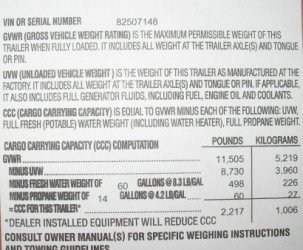 VIN OR SERIAL NUMBER 82507148
GVWR (GROSS VEHICLE WEIGHT RATING) IS THE MAXIMUM PERMISSIBLE WEIGHT OF THIS
TRAILER WHEN FULLY LOADED. IT INCLUDES ALL WEIGHT AT THE TRAILER AXLE(S) AND TONGUE
OR PIN.
UVW (UNLOADED VEHICLE WEIGHT) IS THE WEIGHT OF THIS TRAILER AS MANUFACTURED AT THE
FACTORY. IT INCLUDES ALL WEIGHT AT THE TRAILER AXLE(S) AND TONGUE OR PIN. IF APPLICABLE,
IT ALSO INCLUDES FULL GENERATOR FLUIDS, INCLUDING FUEL, ENGINE OIL AND COOLANTS.
CCC (CARGO CARRYING CAPACITY) IS EQUAL TO GVWR MINUS EACH OF THE FOLLOWING: UVW,
FULL FRESH (POTABLE) WATER WEIGHT (INCLUDING WATER HEATER), FULL PROPANE WEIGHT.
CARGO CARRYING CAPACITY (CCC) COMPUTATION POUNDS KILOGRAMS
GVWR 11,505 5,219
MINUS UVW 8,730 3,960
MINUS FRESH WATER WEIGHT OF 60 GALLONS @ 8.3 LB/GAL 498 226
MINUS PROPANE WEIGHT OF 14 GALLONS @ 4.2 LB/GAL 60 27
= CCC FOR THIS TRAILER* 2,217 1,006
*DEALER INSTALLED EQUIPMENT WILL REDUCE CCC
CONSULT OWNER MANUAL(S) FOR SPECIFIC WEIGHING INSTRUCTIONS
AND TOWING GUIDELINES